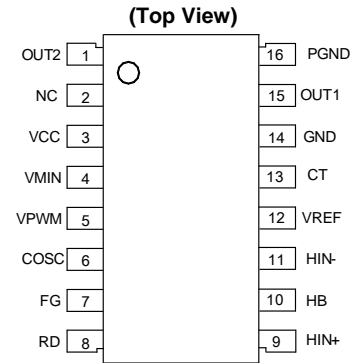 (Top View)
OUT2 1 16 PGND
NC 2 15 OUT1
VCC 3 14 GND
VMIN 4 13 CT
VPWM 5 12 VREF
COSC 6 11 HIN-
FG 7 10 HB
RD 8 9 HIN+